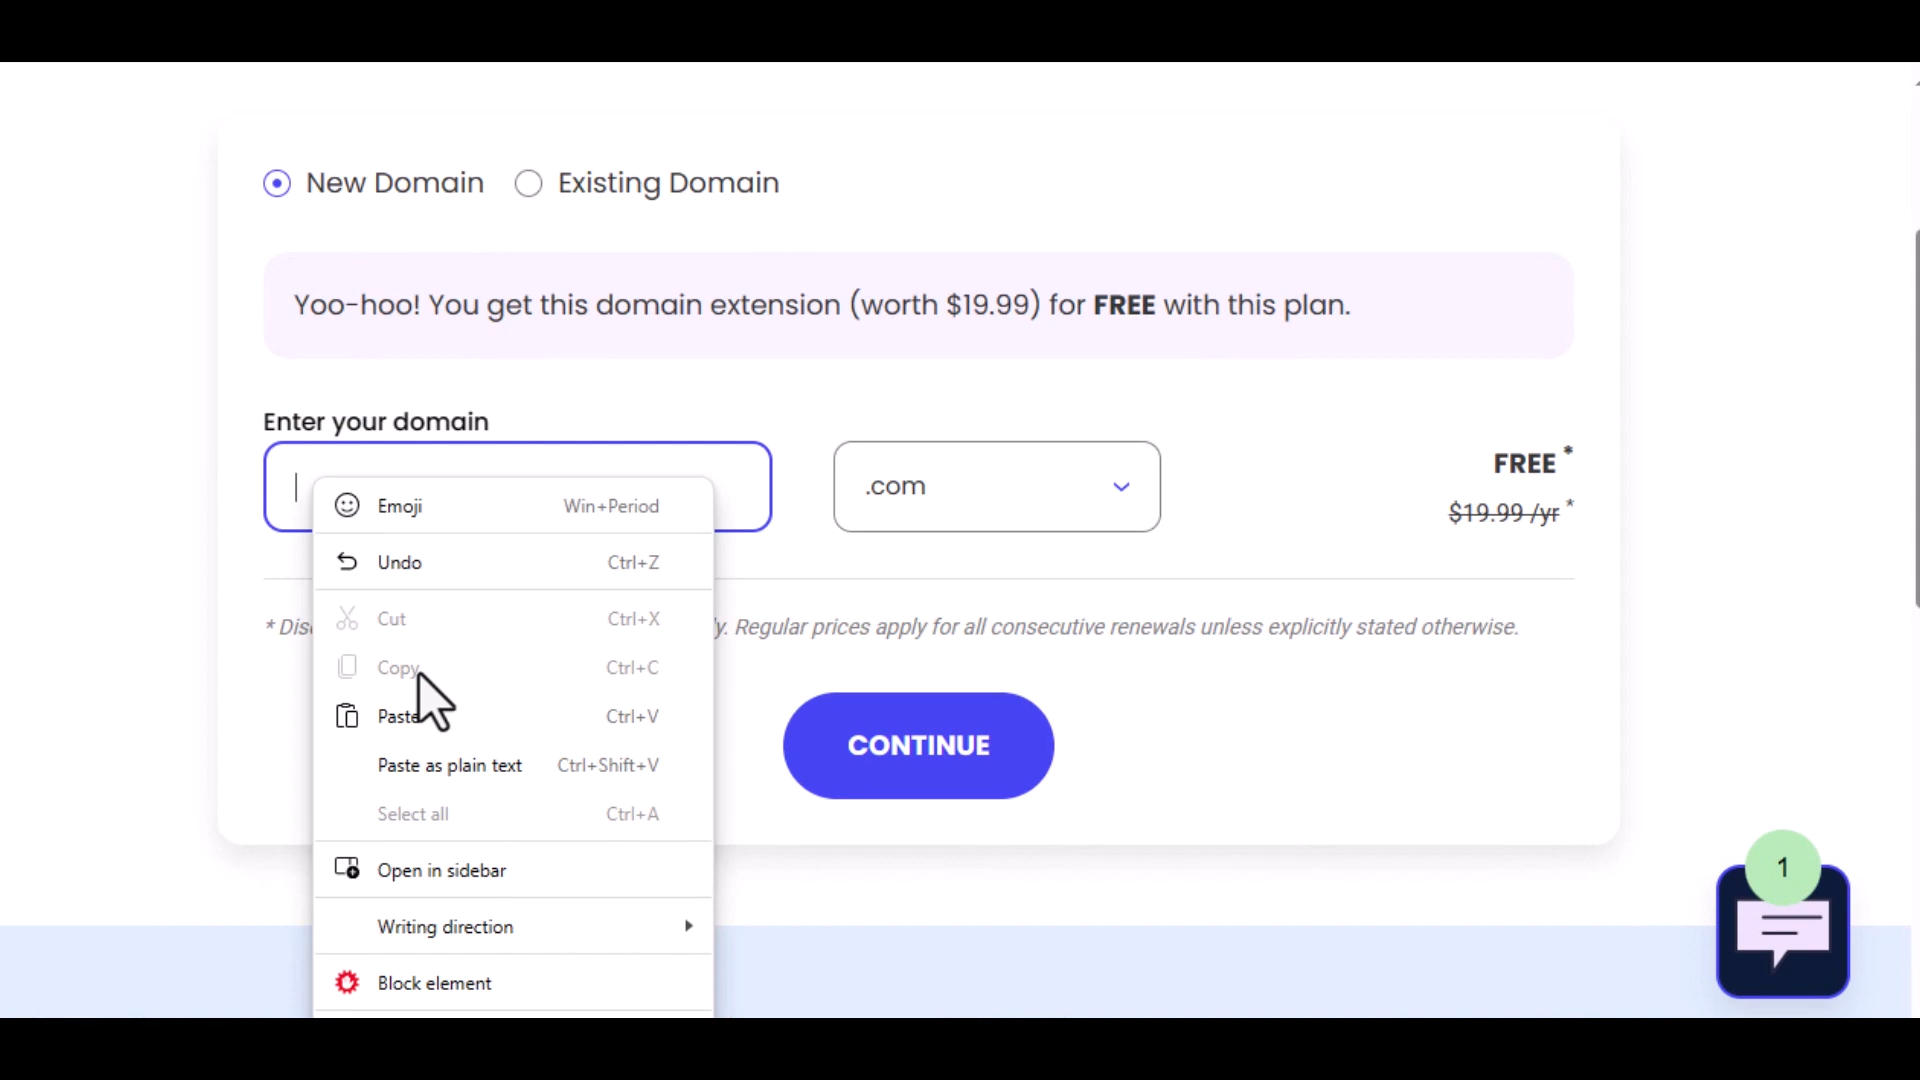 New Domain Existing Domain
Yoo-hoo! You get this domain extension (worth $19.99) for FREE with this plan.
Enter your domain
.com
FREE *
$19.99 /yr *
Emoji Win+Period
Undo Ctrl+Z
Cut Ctrl+X
Copy Ctrl+C
Paste Ctrl+V
Paste as plain text Ctrl+Shift+V
Select all Ctrl+A
Open in sidebar
Writing direction
Block element
* Regular prices apply for all consecutive renewals unless explicitly stated otherwise.
CONTINUE
1